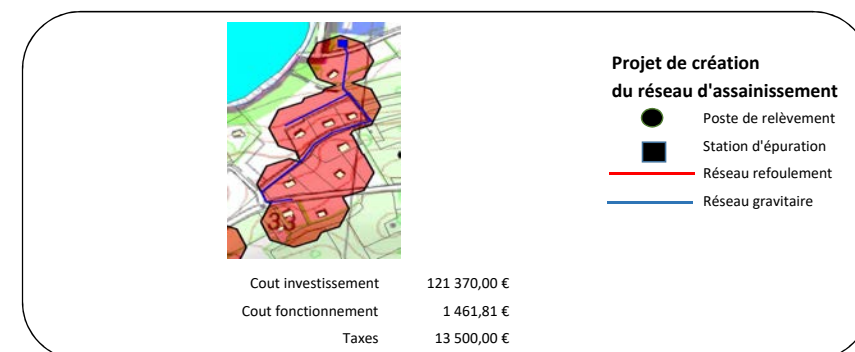 33
Projet de création
du réseau d'assainissement
Poste de relèvement
Station d'épuration
Réseau refoulement
Réseau gravitaire
Cout investissement 121 370,00 €
Cout fonctionnement 1 461,81 €
Taxes 13 500,00 €